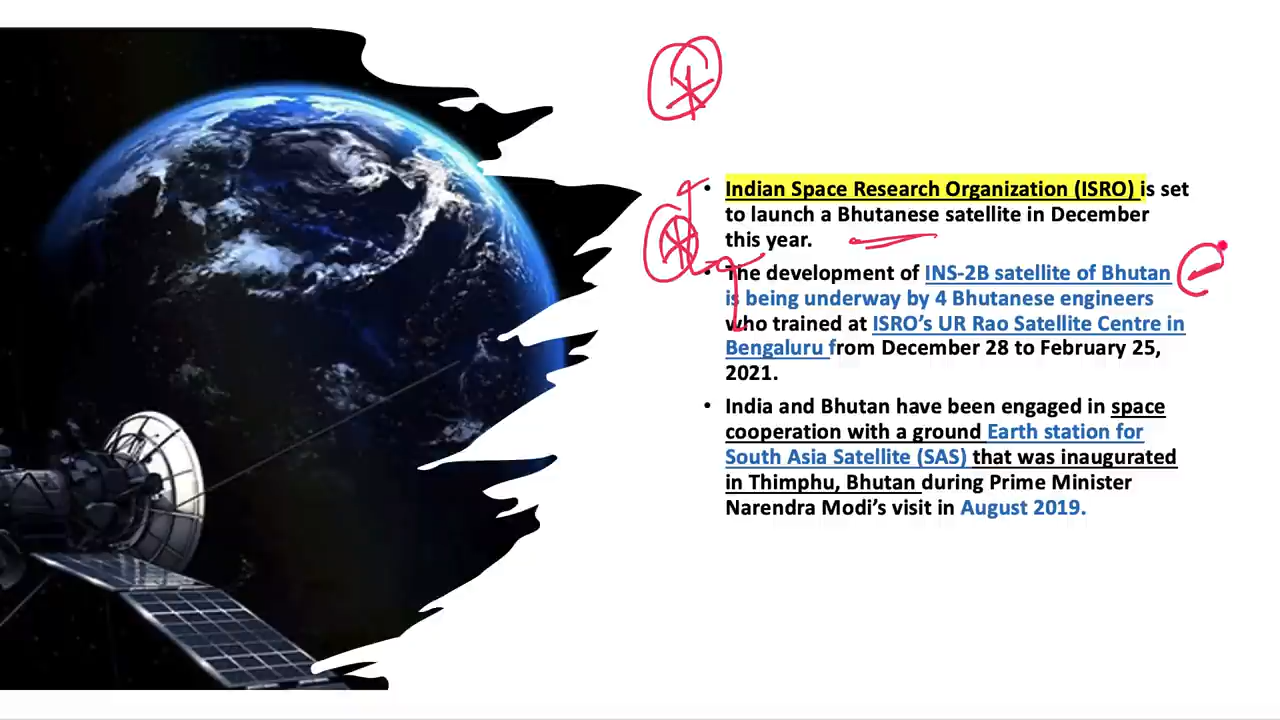 • Indian Space Research Organization (ISRO) is set
to launch a Bhutanese satellite in December
this year.
• The development of INS-2B satellite of Bhutan
is being underway by 4 Bhutanese engineers
who trained at ISRO’s UR Rao Satellite Centre in
Bengaluru from December 28 to February 25,
2021.
• India and Bhutan have been engaged in space
cooperation with a ground Earth station for
South Asia Satellite (SAS) that was inaugurated
in Thimphu, Bhutan during Prime Minister
Narendra Modi’s visit in August 2019.